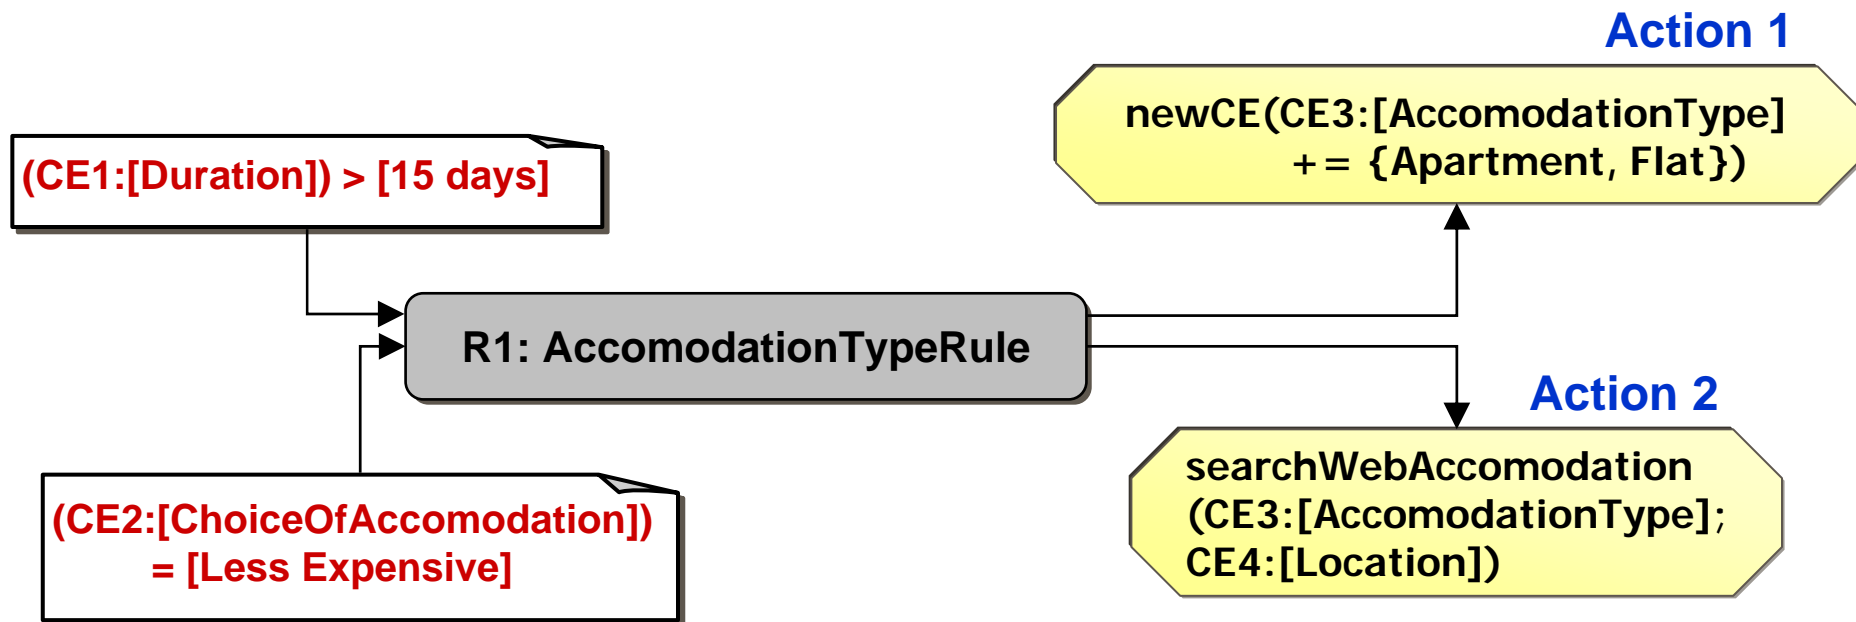 Action 1
newCE(CE3:[AccomodationType]
+= {Apartment, Flat})
(CE1:[Duration]) > [15 days]
R1: AccomodationTypeRule
Action 2
searchWebAccomodation
(CE3:[AccomodationType];
CE4:[Location])
(CE2:[ChoiceOfAccomodation])
= [Less Expensive]